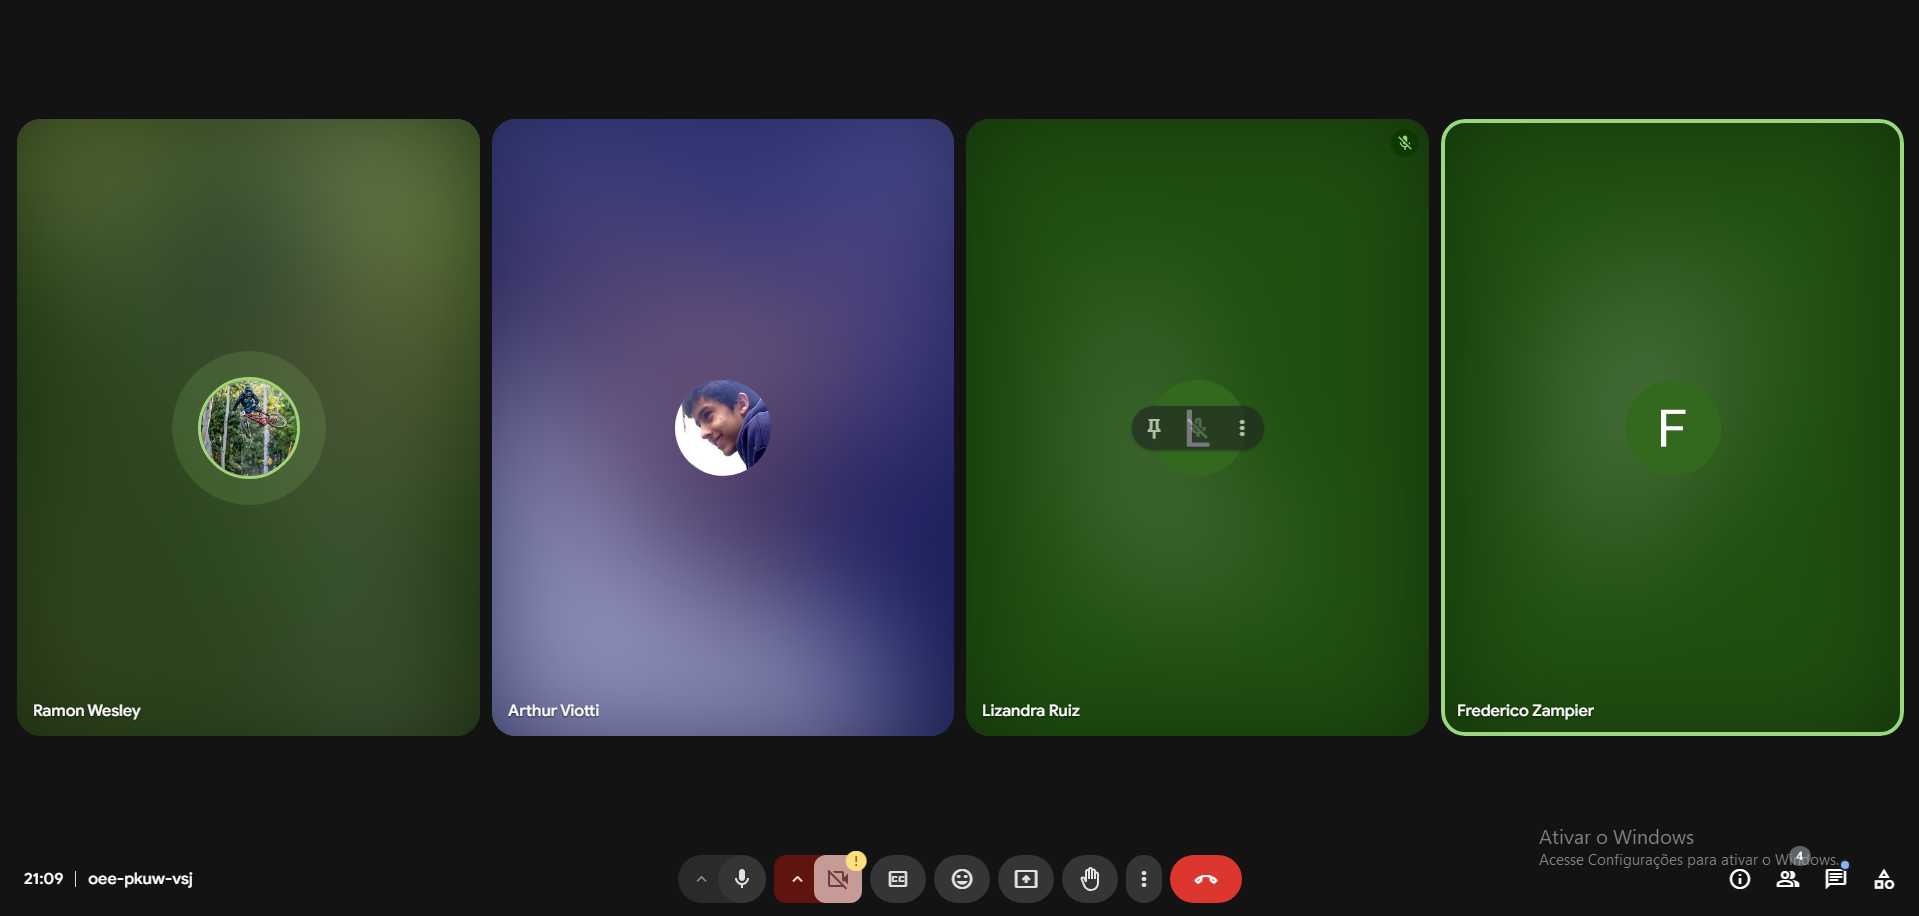 L
F
Ramon Wesley
Arthur Viotti
Lizandra Ruiz
Frederico Zampier
Ativar o Windows
Acesse Configurações para ativar o Windows.
4
!
CC
21:09 | oee-pkuw-vsj